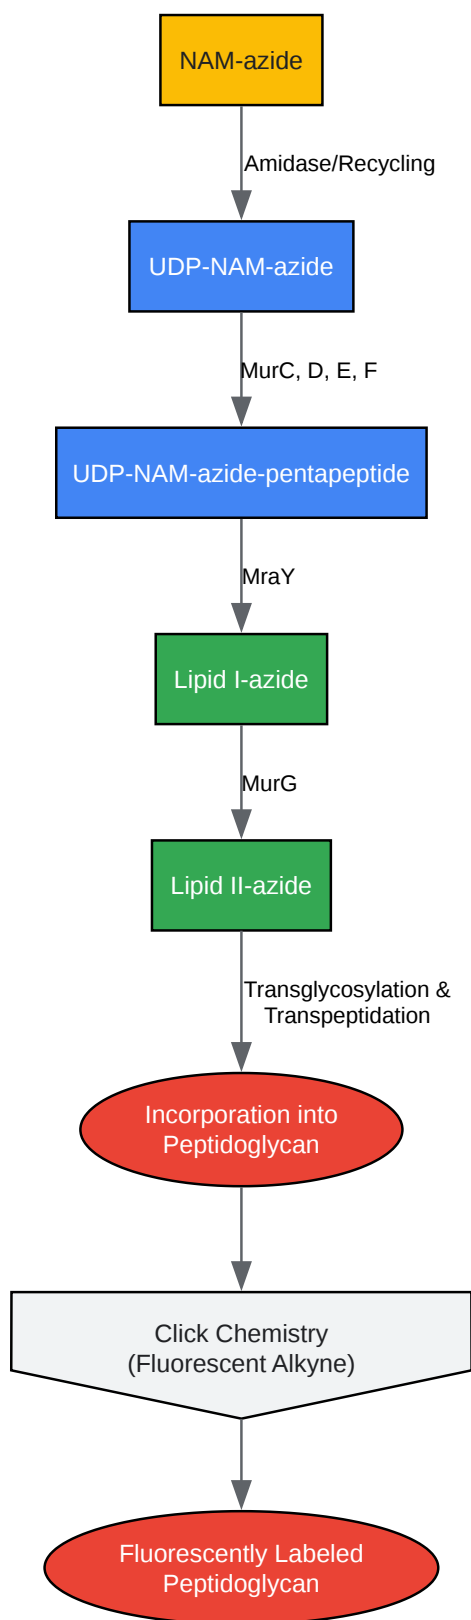 NAM-azide
Amidase/Recycling
UDP-NAM-azide
MurC, D, E, F
UDP-NAM-azide-pentapeptide
MraY
Lipid I-azide
MurG
Lipid II-azide
Transglycosylation &
Transpeptidation
Incorporation into
Peptidoglycan
Click Chemistry
(Fluorescent Alkyne)
Fluorescently Labeled
Peptidoglycan